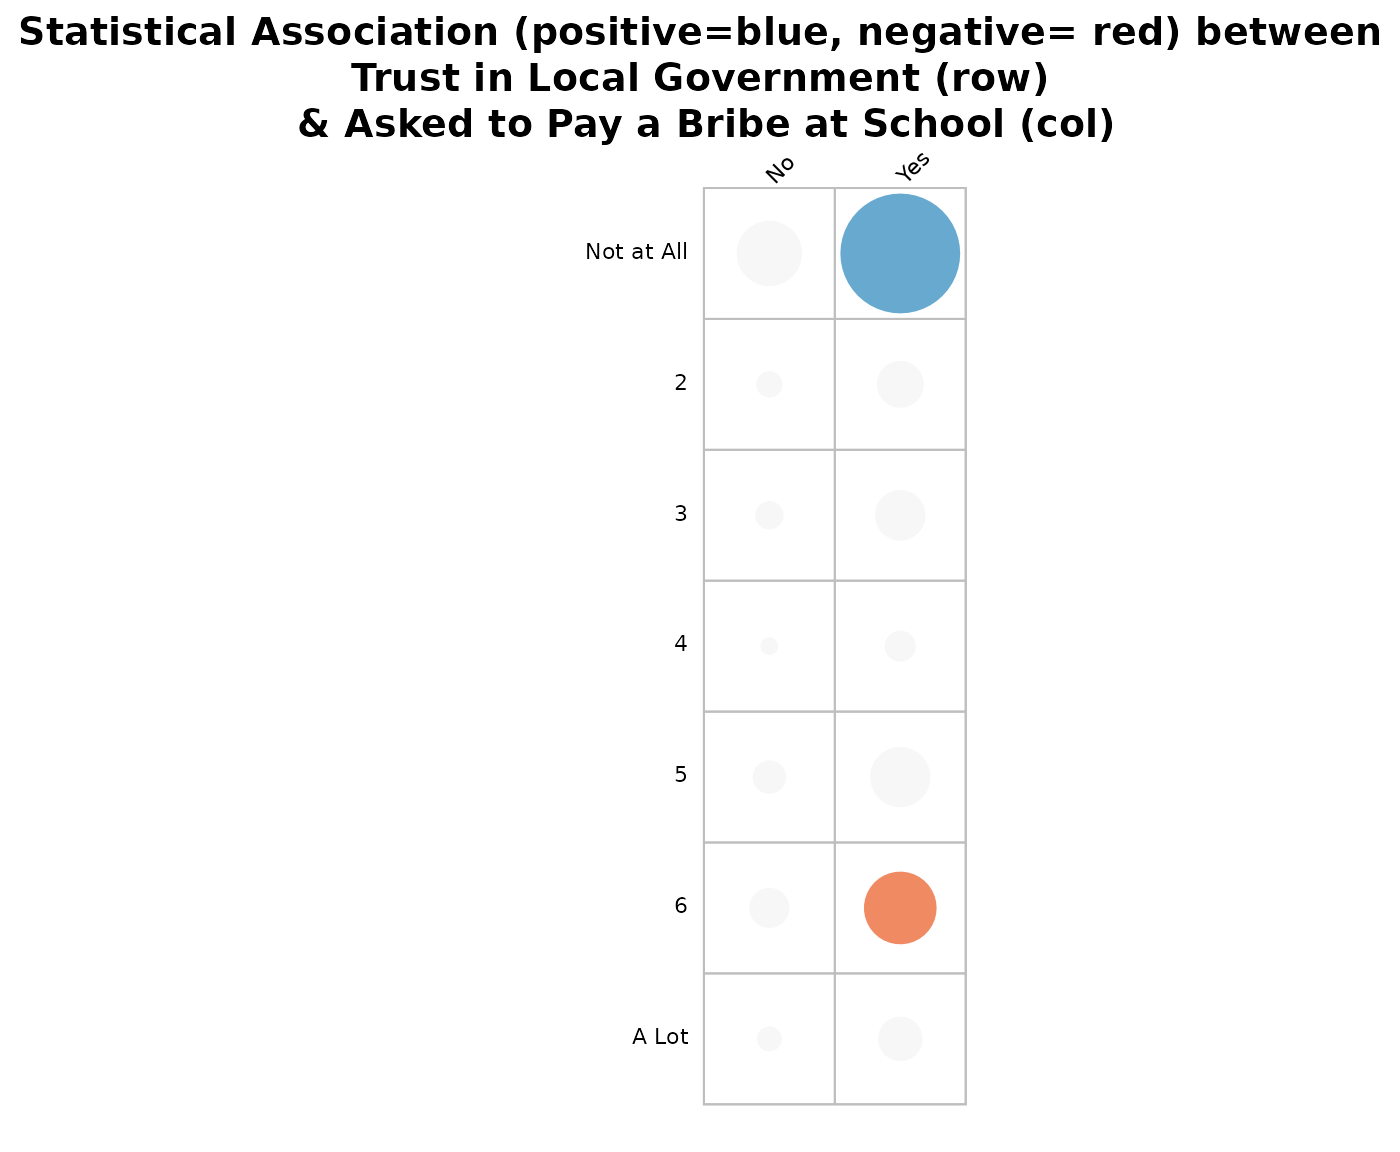 Statistical Association (positive=blue, negative= red) between
Trust in Local Government (row)
& Asked to Pay a Bribe at School (col)
No Yes
Not at All
2
3
4
5
6
A Lot